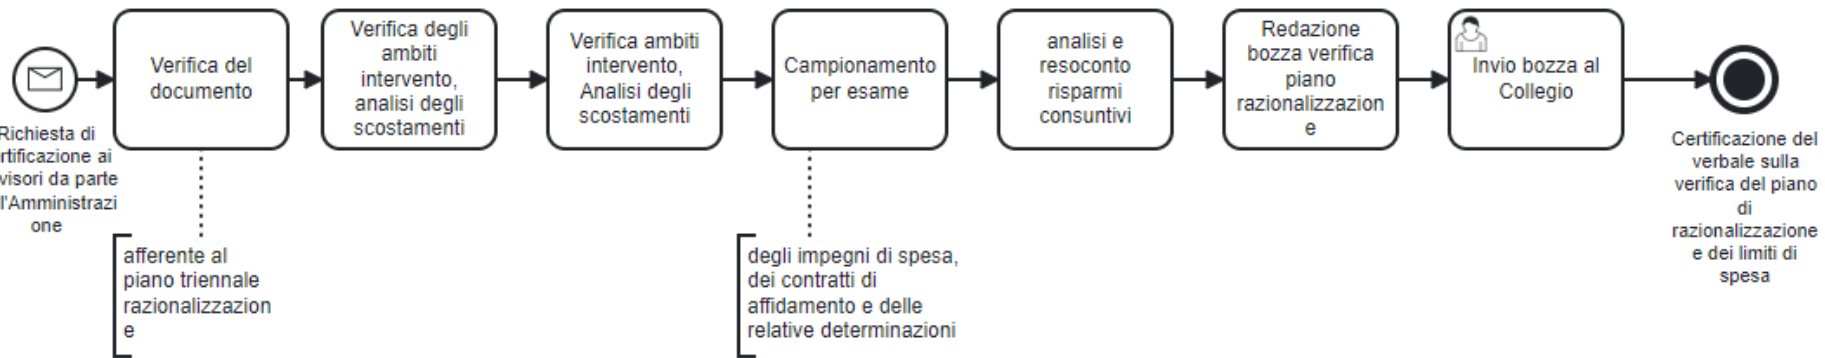 Richiesta di
rtificazione ai
visori da parte
l'Amministrazi
one
Verifica del
documento
afferente al
piano triennale
razionalizzazion
e
Verifica degli
ambiti
intervento,
analisi degli
scostamenti
Verifica ambiti
intervento,
Analisi degli
scostamenti
Campionamento
per esame
degli impegni di spesa,
dei contratti di
affidamento e delle
relative determinazioni
analisi e
resoconto
risparmi
consuntivi
Redazione
bozza verifica
piano
razionalizzazion
e
Invio bozza al
Collegio
Certificazione del
verbale sulla
verifica del piano
di
razionalizzazione
e dei limiti di
spesa